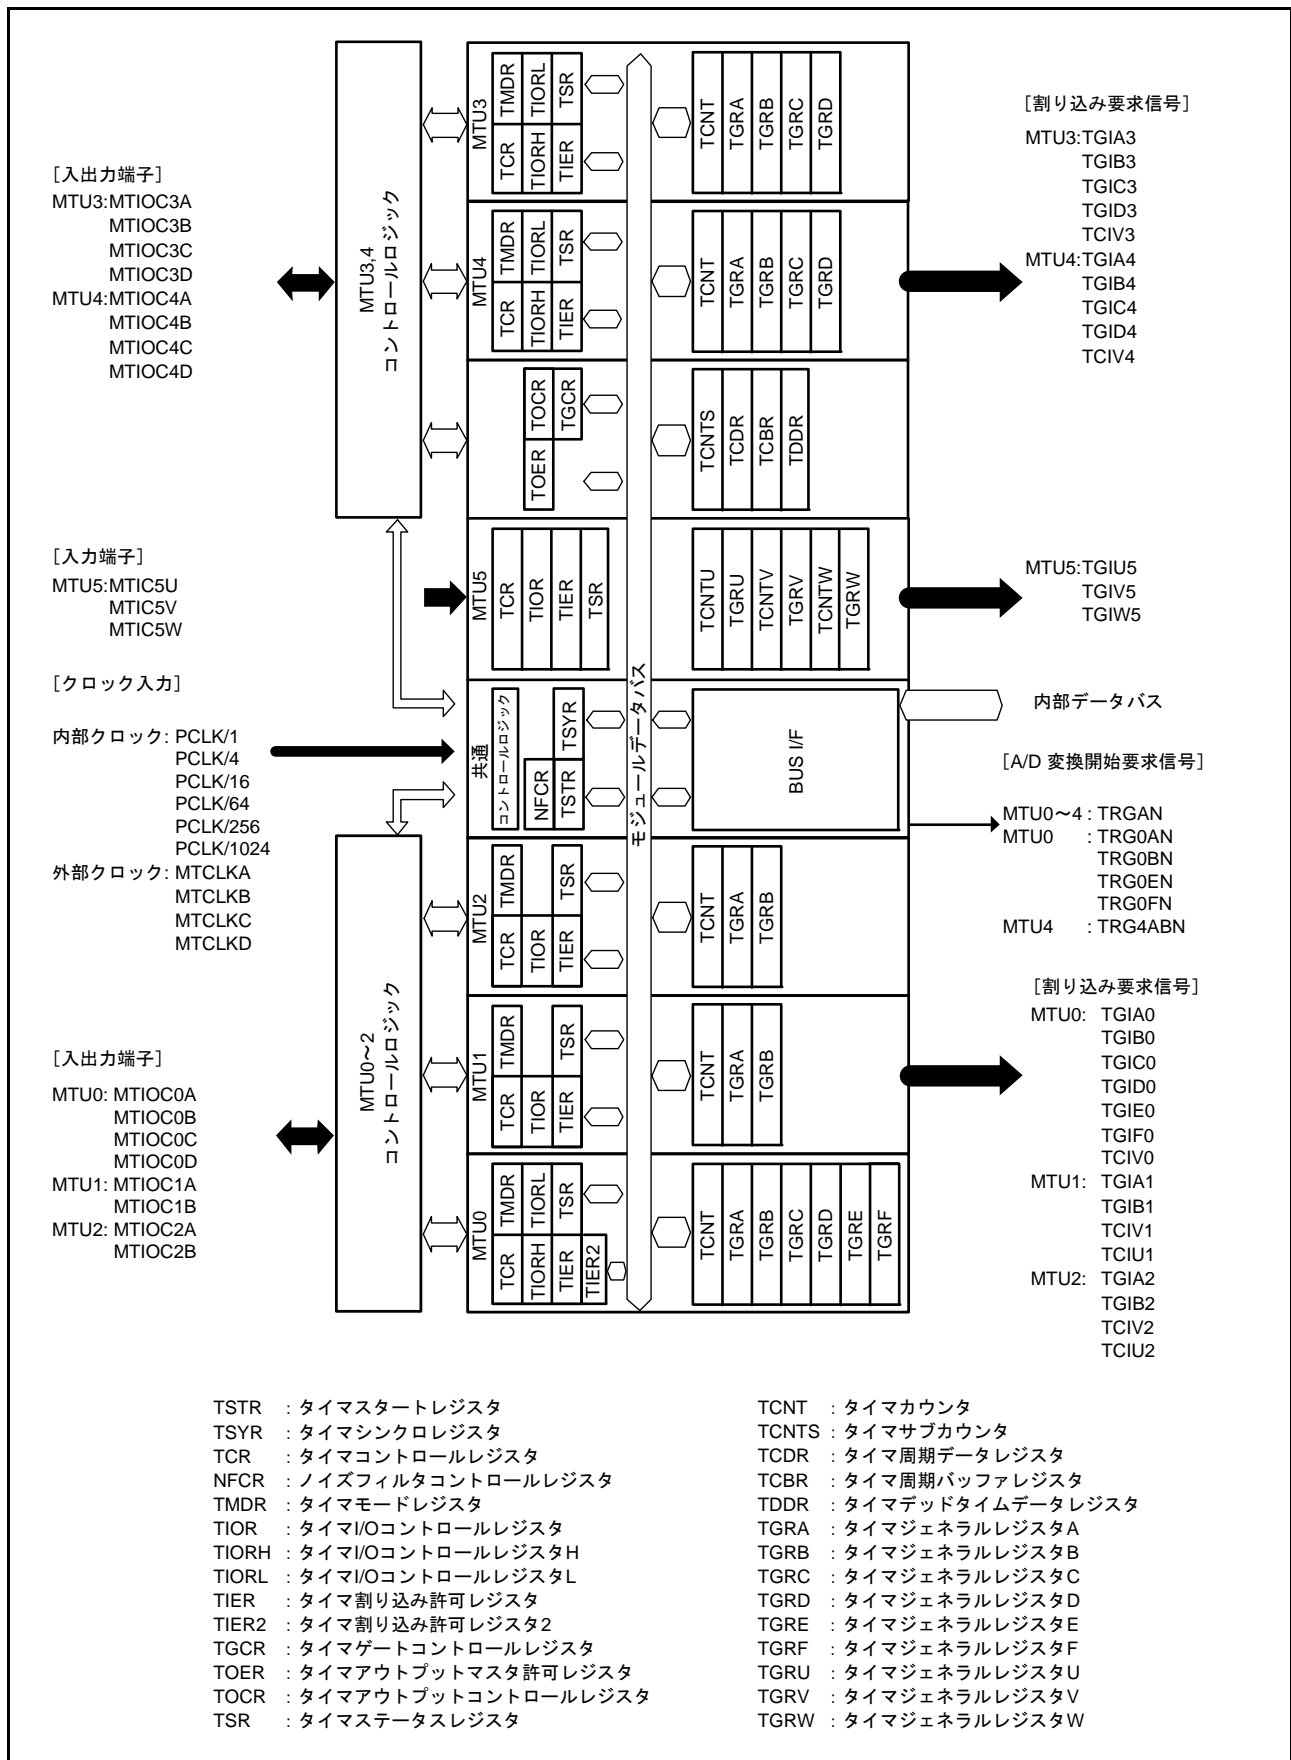 [入出力端子]
MTU3:MTIOC3A
MTIOC3B
MTIOC3C
MTIOC3D
MTU4:MTIOC4A
MTIOC4B
MTIOC4C
MTIOC4D
[入力端子]
MTU5:MTIC5U
MTIC5V
MTIC5W
[クロック入力]
内部クロック: PCLK/1
PCLK/4
PCLK/16
PCLK/64
PCLK/256
PCLK/1024
外部クロック: MTCLKA
MTCLKB
MTCLKC
MTCLKD
[入出力端子]
MTU0: MTIOC0A
MTIOC0B
MTIOC0C
MTIOC0D
MTU1: MTIOC1A
MTIOC1B
MTU2: MTIOC2A
MTIOC2B
MTU3,4
コントロールロジック
MTU0~2
コントロールロジック
MTU3
TCR
TMDR
TIORH
TIORL
TIER
TSR
TCNT
TGRA
TGRB
TGRC
TGRD
MTU4
TCR
TMDR
TIORH
TIORL
TIER
TSR
TCNT
TGRA
TGRB
TGRC
TGRD
TOER
TOCR
TGCR
TCNTS
TCDR
TCBR
TDDR
MTU5
TCR
TIOR
TIER
TSR
TCNTU
TGRU
TCNTV
TGRV
TCNTW
TGRW
共通
コントロールロジック
NFCR
TSTR
TSYR
モジュールデータバス
BUS I/F
MTU2
TCR
TMDR
TIOR
TIER
TSR
TCNT
TGRA
TGRB
MTU1
TCR
TMDR
TIOR
TIER
TSR
TCNT
TGRA
TGRB
MTU0
TCR
TMDR
TIORH
TIORL
TIER
TSR
TIER2
TCNT
TGRA
TGRB
TGRC
TGRD
TGRE
TGRF
[割り込み要求信号]
MTU3:TGIA3
TGIB3
TGIC3
TGID3
TCIV3
MTU4:TGIA4
TGIB4
TGIC4
TGID4
TCIV4
MTU5:TGIU5
TGIV5
TGIW5
内部データバス
[A/D 変換開始要求信号]
MTU0~4 : TRGAN
MTU0 : TRG0AN
TRG0BN
TRG0EN
TRG0FN
MTU4 : TRG4ABN
[割り込み要求信号]
MTU0: TGIA0
TGIB0
TGIC0
TGID0
TGIE0
TGIF0
TCIV0
MTU1: TGIA1
TGIB1
TCIV1
TCIU1
MTU2: TGIA2
TGIB2
TCIV2
TCIU2
TSTR : タイマスタートレジスタ
TSYR : タイマシンクロレジスタ
TCR : タイマコントロールレジスタ
NFCR : ノイズフィルタコントロールレジスタ
TMDR : タイマモードレジスタ
TIOR : タイマI/Oコントロールレジスタ
TIORH : タイマI/OコントロールレジスタH
TIORL : タイマI/OコントロールレジスタL
TIER : タイマ割り込み許可レジスタ
TIER2 : タイマ割り込み許可レジスタ2
TGCR : タイマゲートコントロールレジスタ
TOER : タイマアウトプットマスタ許可レジスタ
TOCR : タイマアウトプットコントロールレジスタ
TSR : タイマステータスレジスタ
TCNT : タイマカウンタ
TCNTS : タイマサブカウンタ
TCDR : タイマ周期データレジスタ
TCBR : タイマ周期バッファレジスタ
TDDR : タイマデッドタイムデータレジスタ
TGRA : タイマジェネラルレジスタA
TGRB : タイマジェネラルレジスタB
TGRC : タイマジェネラルレジスタC
TGRD : タイマジェネラルレジスタD
TGRE : タイマジェネラルレジスタE
TGRF : タイマジェネラルレジスタF
TGRU : タイマジェネラルレジスタU
TGRV : タイマジェネラルレジスタV
TGRW : タイマジェネラルレジスタW